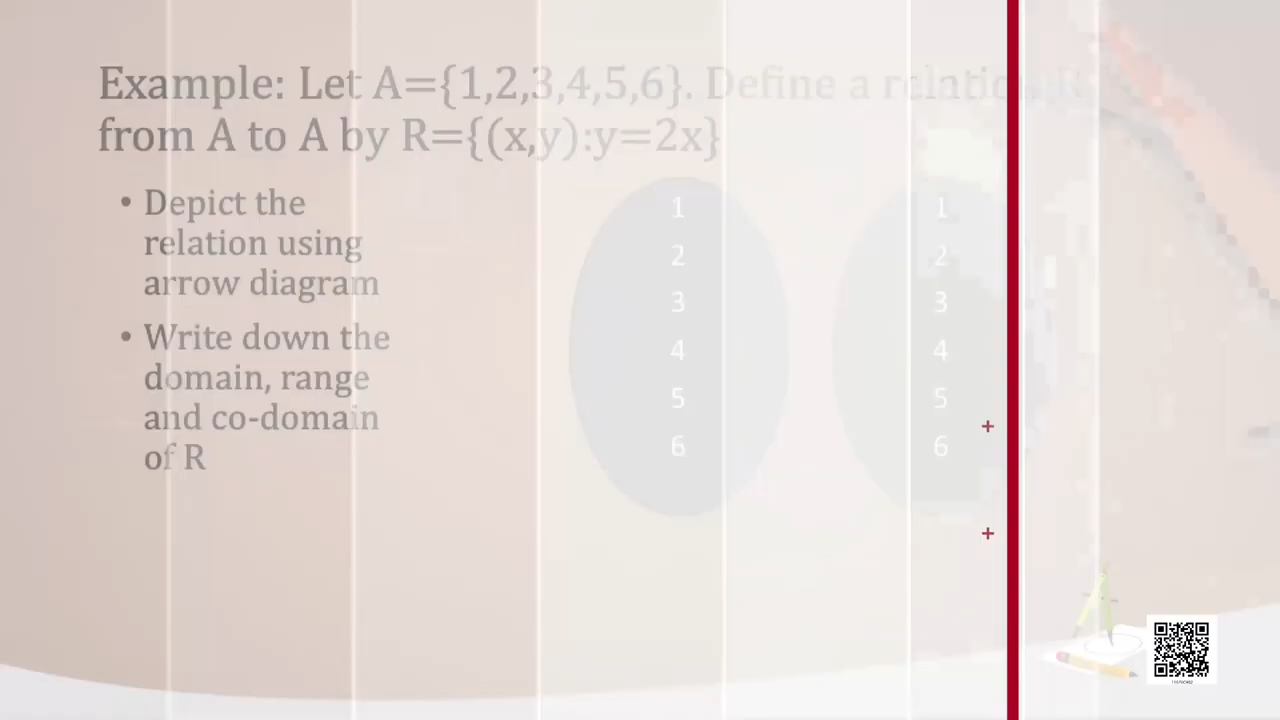 Example: Let A={1,2,3,4,5,6}. Define a relation R
from A to A by R={(x,y):y=2x}
• Depict the
relation using
arrow diagram
• Write down the
domain, range
and co-domain
of R
1 1
2 2
3 3
4 4
5 5
6 6